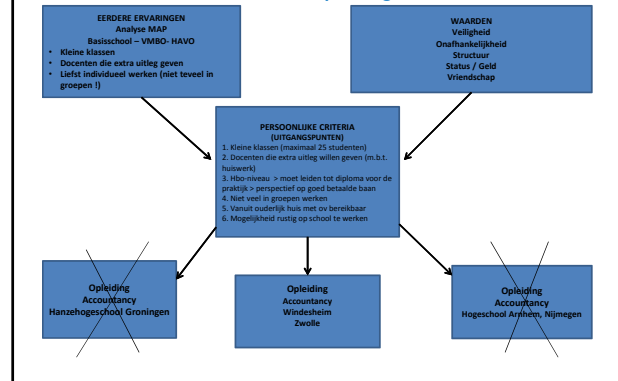 EERDERE ERVARINGEN
Analyse MAP
Basisschool – VMBO- HAVO
• Kleine klassen
• Docenten die extra uitleg geven
• Liefst individueel werken (niet teveel in
groepen !)
WAARDEN
Veiligheid
Onafhankelijkheid
Structuur
Status / Geld
Vriendschap
PERSOONLIJKE CRITERIA
(UITGANGSPUNTEN)
1. Kleine klassen (maximaal 25 studenten)
2. Docenten die extra uitleg willen geven (m.b.t.
huiswerk)
3. Hbo-niveau > moet leiden tot diploma voor de
praktijk > perspectief op goed betaalde baan
4. Niet veel in groepen werken
5. Vanuit ouderlijk huis met ov bereikbaar
6. Mogelijkheid rustig op school te werken
Opleiding
Accountancy
Hanzehogeschool Groningen
Opleiding
Accountancy
Windesheim
Zwolle
Opleiding
Accountancy
Hogeschool Arnhem, Nijmegen